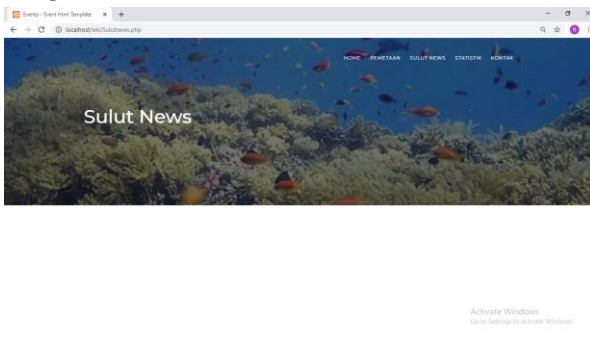 Evento - Event Html Template
localhost/eki/Sulutnews.php
HOME PEMETAAN SULUT NEWS STATISTIK KONTAK
Sulut News
Activate Windows
Go to Settings to activate Windows.